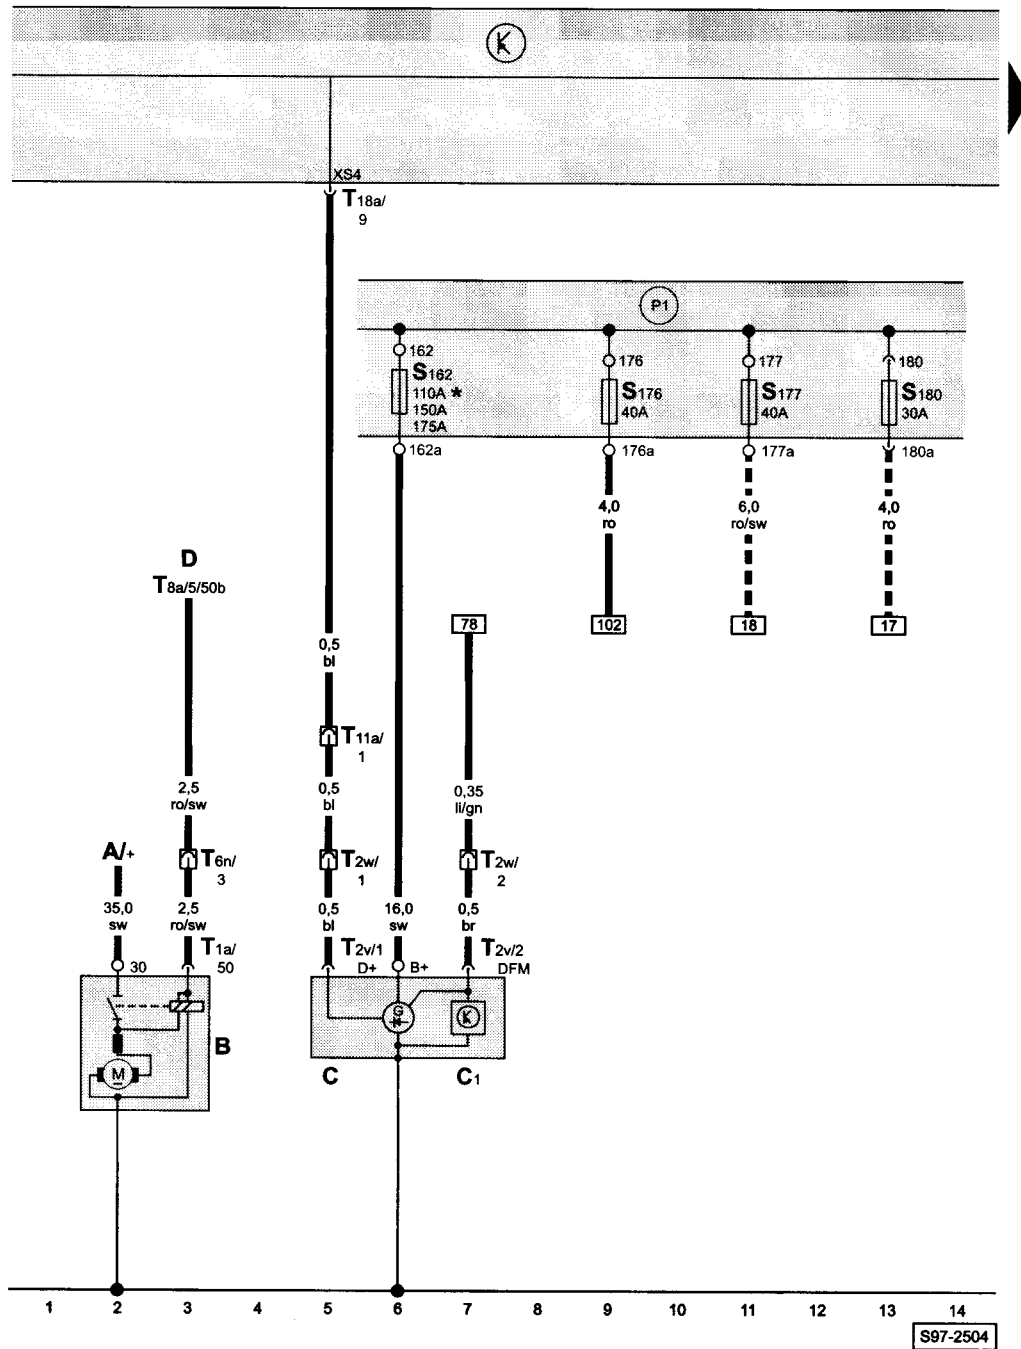 XS4
T18a/
9
P1
162
S162
110A *
150A
175A
162a
176
S176
40A
176a
177
S177
40A
177a
180
S180
30A
180a
4,0
ro
6,0
ro/sw
4,0
ro
D
T8a/5/50b
78
102
18
17
0,5
bl
T11a/
1
2,5
ro/sw
0,5
bl
0,35
li/gn
A/+
T6n/
3
T2w/
1
T2w/
2
35,0
sw
2,5
ro/sw
0,5
bl
16,0
sw
0,5
br
30
T1a/
50
T2v/1
D+
B+
T2v/2
DFM
G
B
M
C
C1
1 2 3 4 5 6 7 8 9 10 11 12 13 14
S97-2504